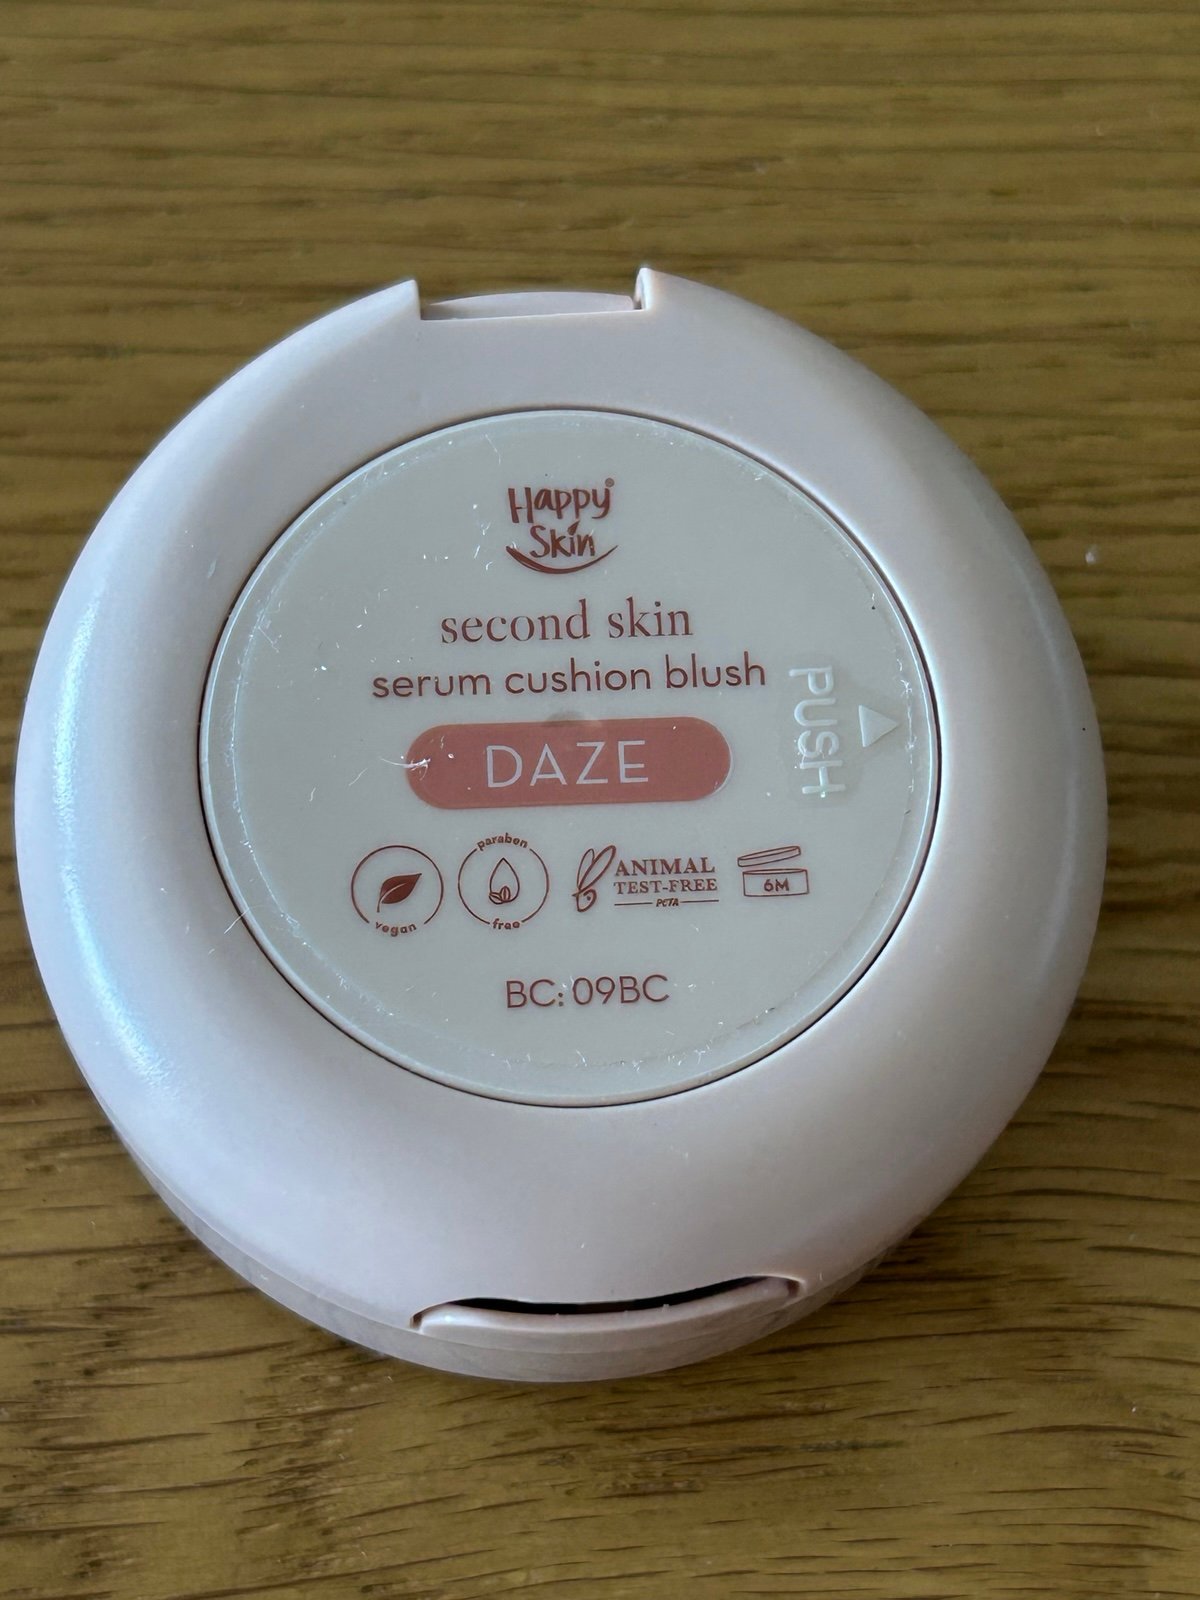 Happy
Skin
second skin
serum cushion blush
DAZE
PUSH
paraben
vegan
free
ANIMAL
TEST-FREE
PETA
6M
BC: 09BC